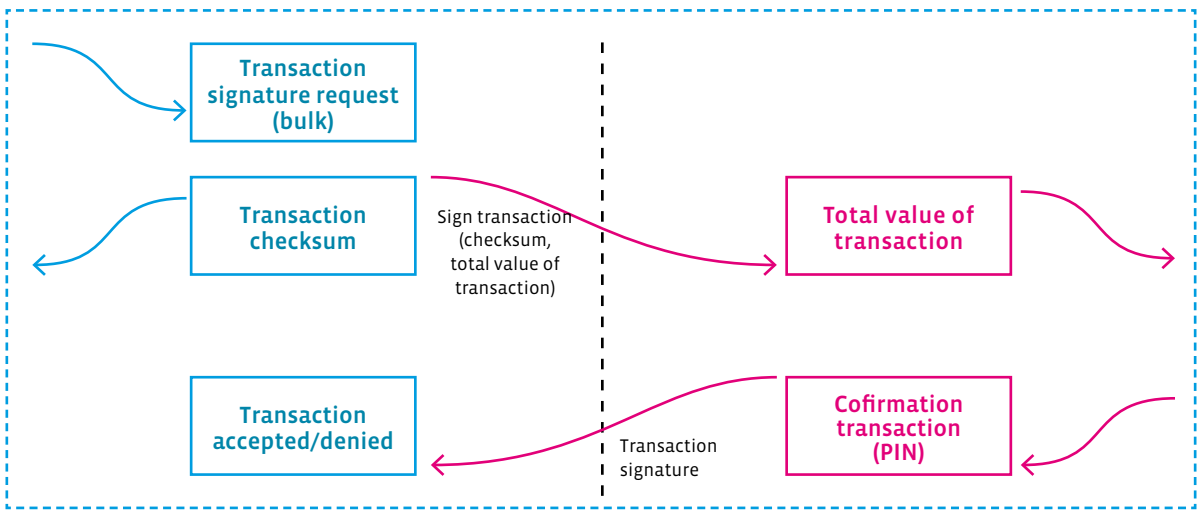 Transaction
signature request
(bulk)
Transaction
checksum
Sign transaction
(checksum,
total value of
transaction)
Total value of
transaction
Transaction
accepted/denied
Transaction
signature
Cofirmation
transaction
(PIN)